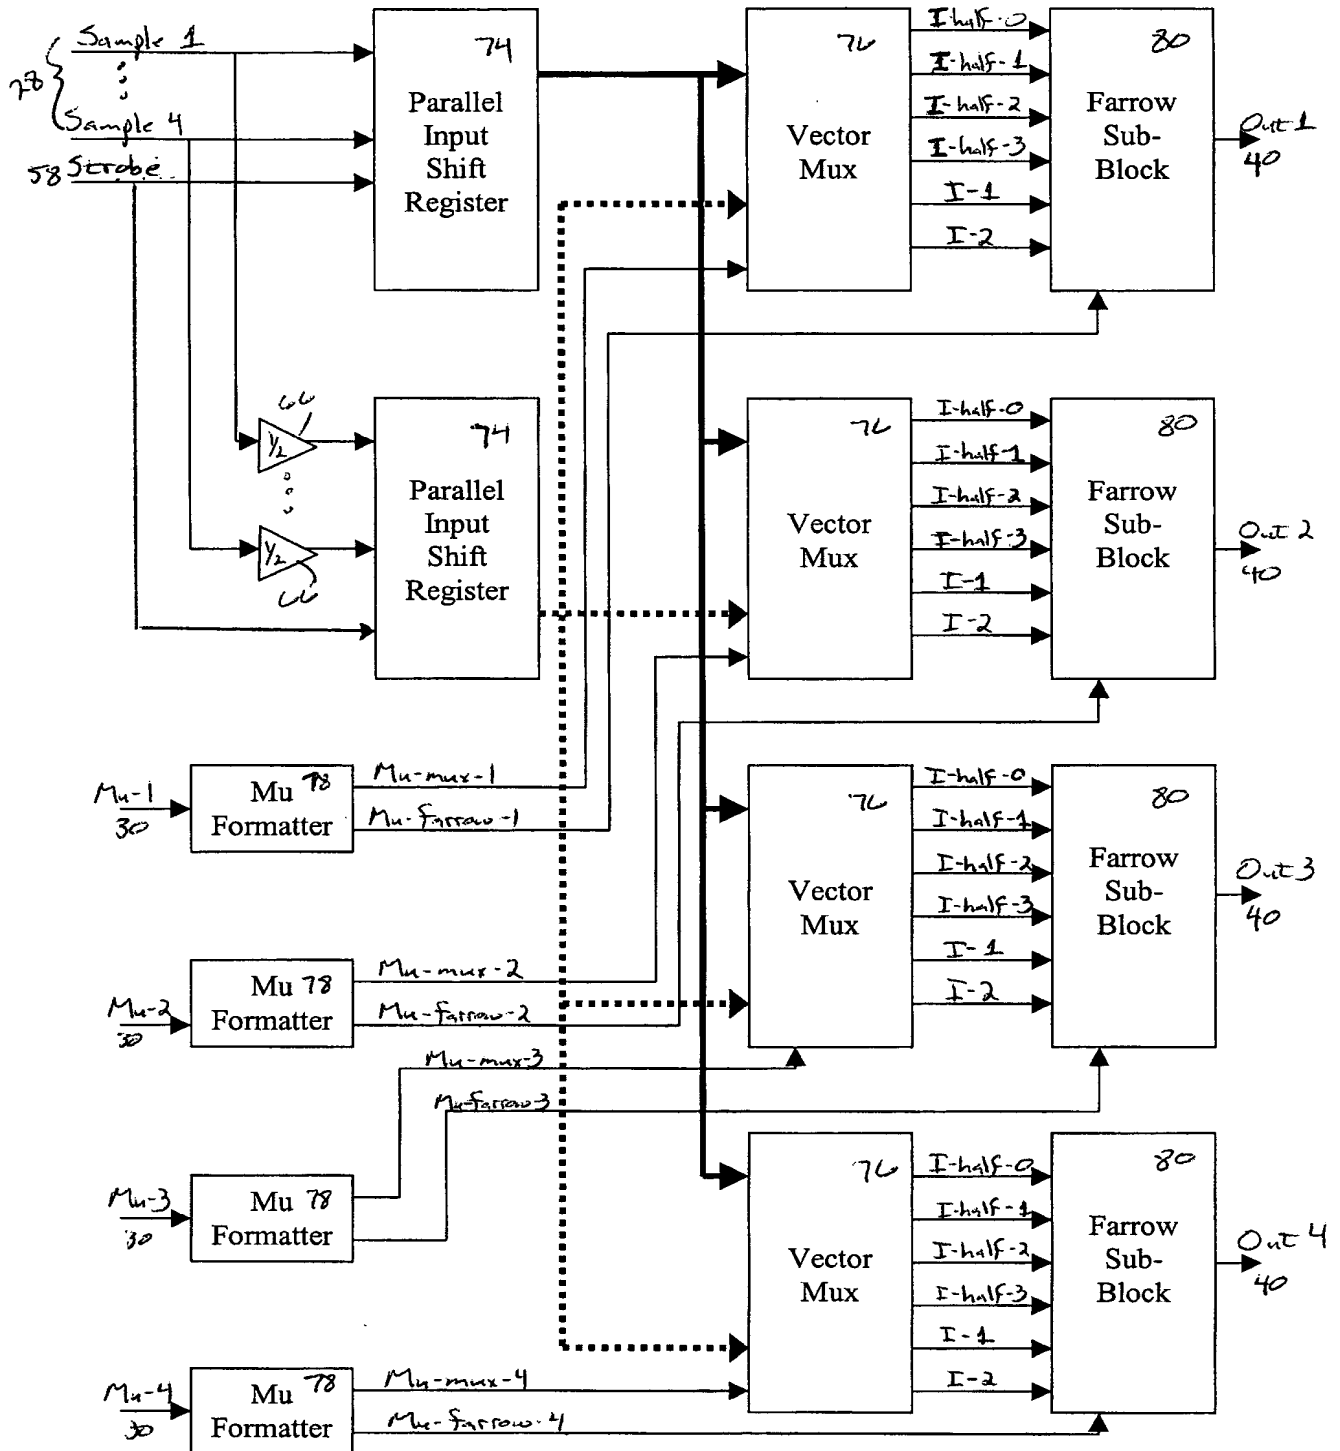 28
Sample 1
Sample 4
58 Strobe
74
Parallel
Input
Shift
Register
76
Vector
Mux
I-half-0
I-half-1
I-half-2
I-half-3
I-1
I-2
80
Farrow
Sub-
Block
Out 1
40
66
1/2
1/2
66
74
Parallel
Input
Shift
Register
76
Vector
Mux
I-half-0
I-half-1
I-half-2
I-half-3
I-1
I-2
80
Farrow
Sub-
Block
Out 2
40
Mu-1
30
Mu 78
Formatter
Mu-mux-1
Mu-farrow-1
76
Vector
Mux
I-half-0
I-half-1
I-half-2
I-half-3
I-1
I-2
80
Farrow
Sub-
Block
Out 3
40
Mu-2
30
Mu 78
Formatter
Mu-mux-2
Mu-farrow-2
Mu-mux-3
Mu-farrow-3
Mu-3
30
Mu 78
Formatter
76
Vector
Mux
I-half-0
I-half-1
I-half-2
I-half-3
I-1
I-2
80
Farrow
Sub-
Block
Out 4
40
Mu-4
30
Mu 78
Formatter
Mu-mux-4
Mu-farrow-4